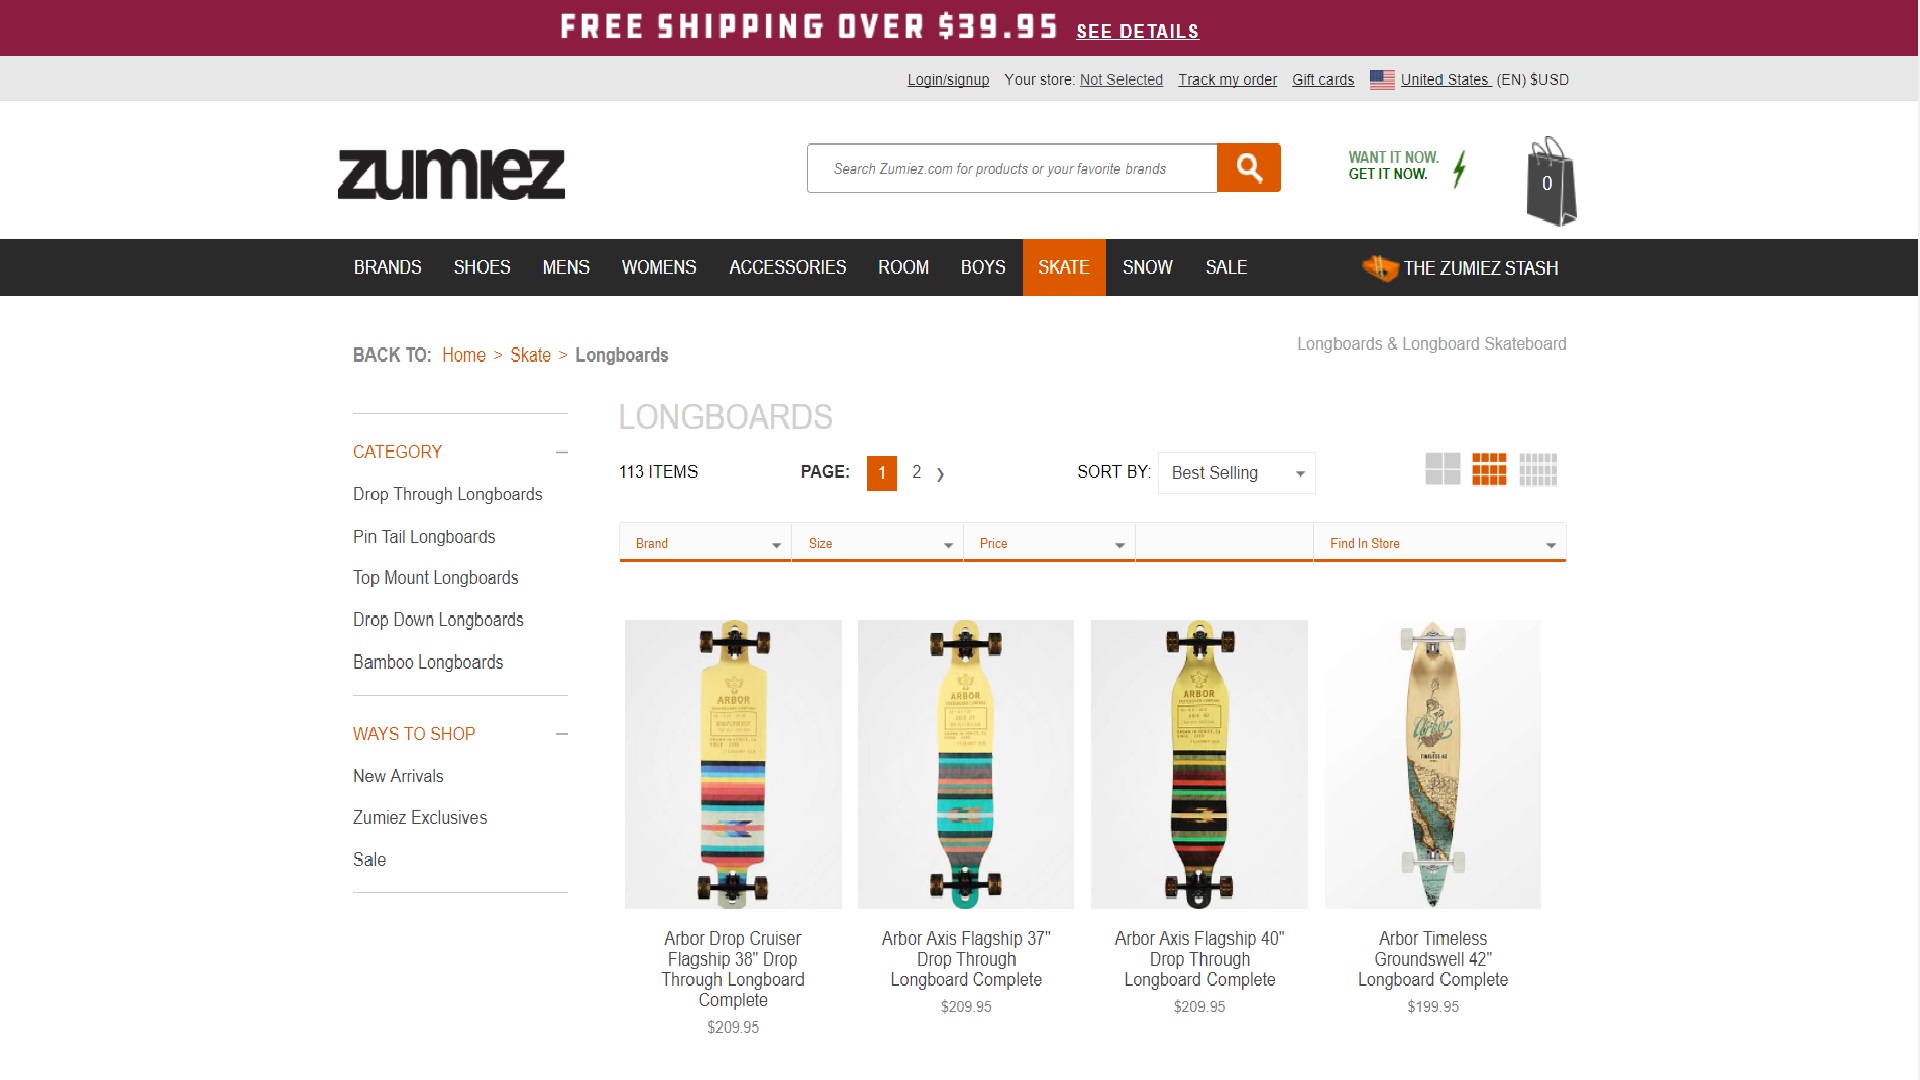 FREE SHIPPING OVER $39.95 SEE DETAILS
Login/signup Your store: Not Selected Track my order Gift cards United States (EN) $USD
zumiez
Search Zumiez.com for products or your favorite brands
WANT IT NOW.
GET IT NOW.
0
BRANDS SHOES MENS WOMENS ACCESSORIES ROOM BOYS SKATE SNOW SALE THE ZUMIEZ STASH
BACK TO: Home > Skate > Longboards
Longboards & Longboard Skateboard
CATEGORY
Drop Through Longboards
Pin Tail Longboards
Top Mount Longboards
Drop Down Longboards
Bamboo Longboards
WAYS TO SHOP
New Arrivals
Zumiez Exclusives
Sale
LONGBOARDS
113 ITEMS PAGE: 1 2 SORT BY: Best Selling
Brand Size Price Find In Store
ARBOR
ARBOR
ARBOR
Arbor
Arbor Drop Cruiser
Flagship 38" Drop
Through Longboard
Complete
$209.95
Arbor Axis Flagship 37"
Drop Through
Longboard Complete
$209.95
Arbor Axis Flagship 40"
Drop Through
Longboard Complete
$209.95
Arbor Timeless
Groundswell 42"
Longboard Complete
$199.95